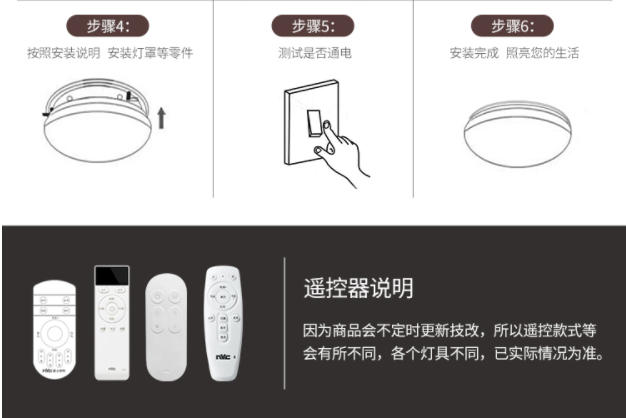 步骤4:
步骤5:
步骤6:
按照安装说明 安装灯罩等零件
测试是否通电
安装完成 照亮您的生活
遥控器说明
因为商品会不定时更新技改，所以遥控款式等
会有所不同，各个灯具不同，已实际情况为准。
nvc